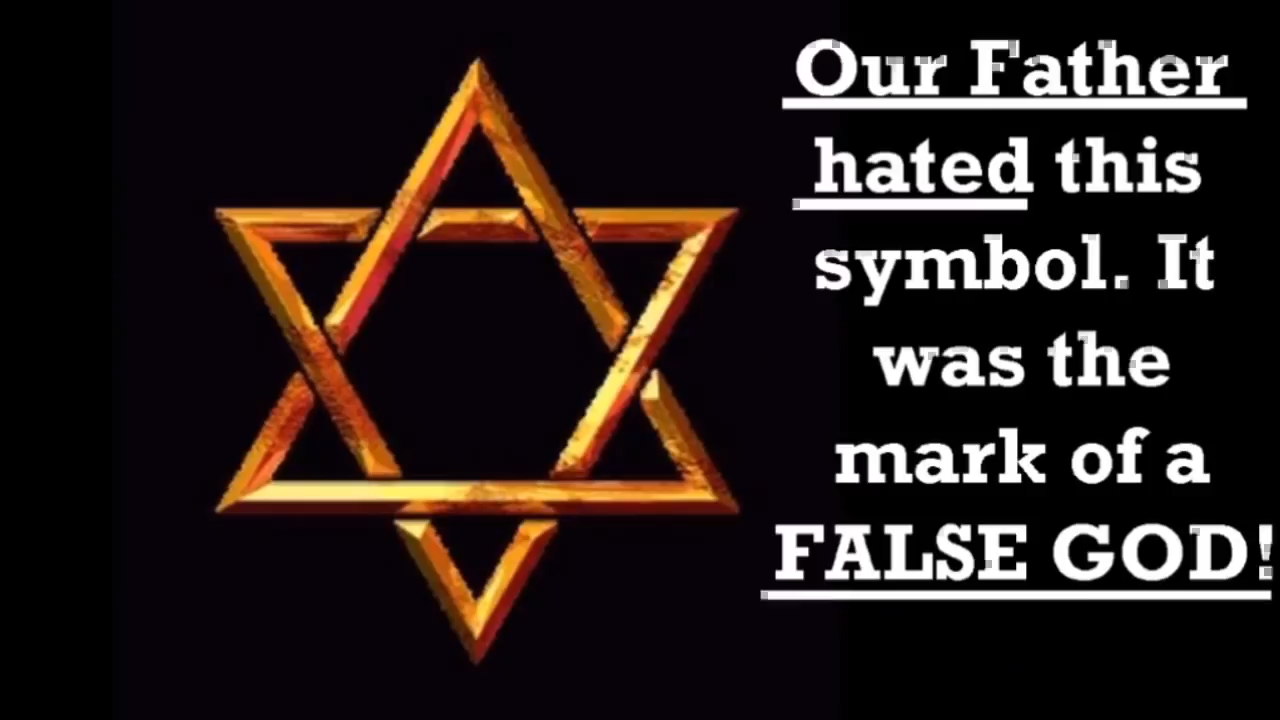 Our Father
hated this
symbol. It
was the
mark of a
FALSE GOD!